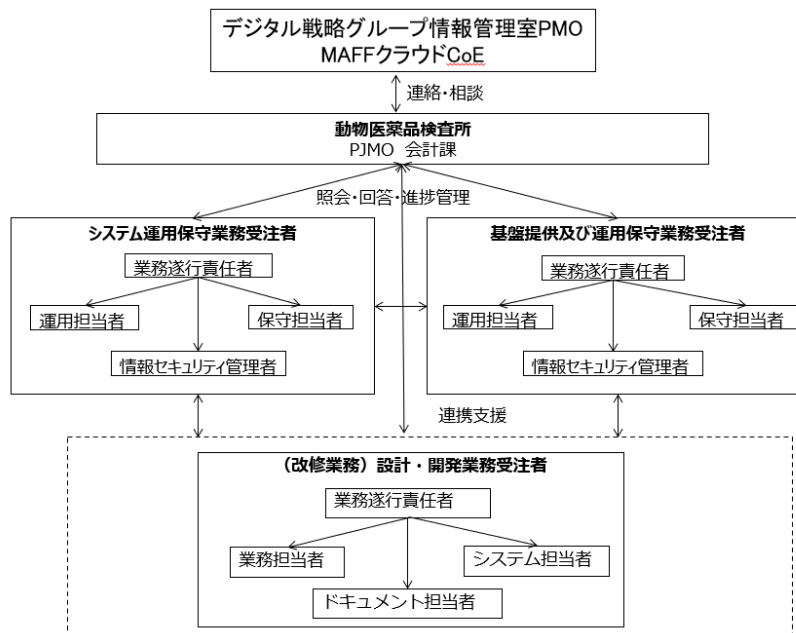 デジタル戦略グループ情報管理室PMO
MAFFクラウドCoE
連絡・相談
動物医薬品検査所
PJMO 会計課
照会・回答・進捗管理
システム運用保守業務受注者
業務遂行責任者
運用担当者
保守担当者
情報セキュリティ管理者
基盤提供及び運用保守業務受注者
業務遂行責任者
運用担当者
保守担当者
情報セキュリティ管理者
連携支援
（改修業務）設計・開発業務受注者
業務遂行責任者
業務担当者
システム担当者
ドキュメント担当者